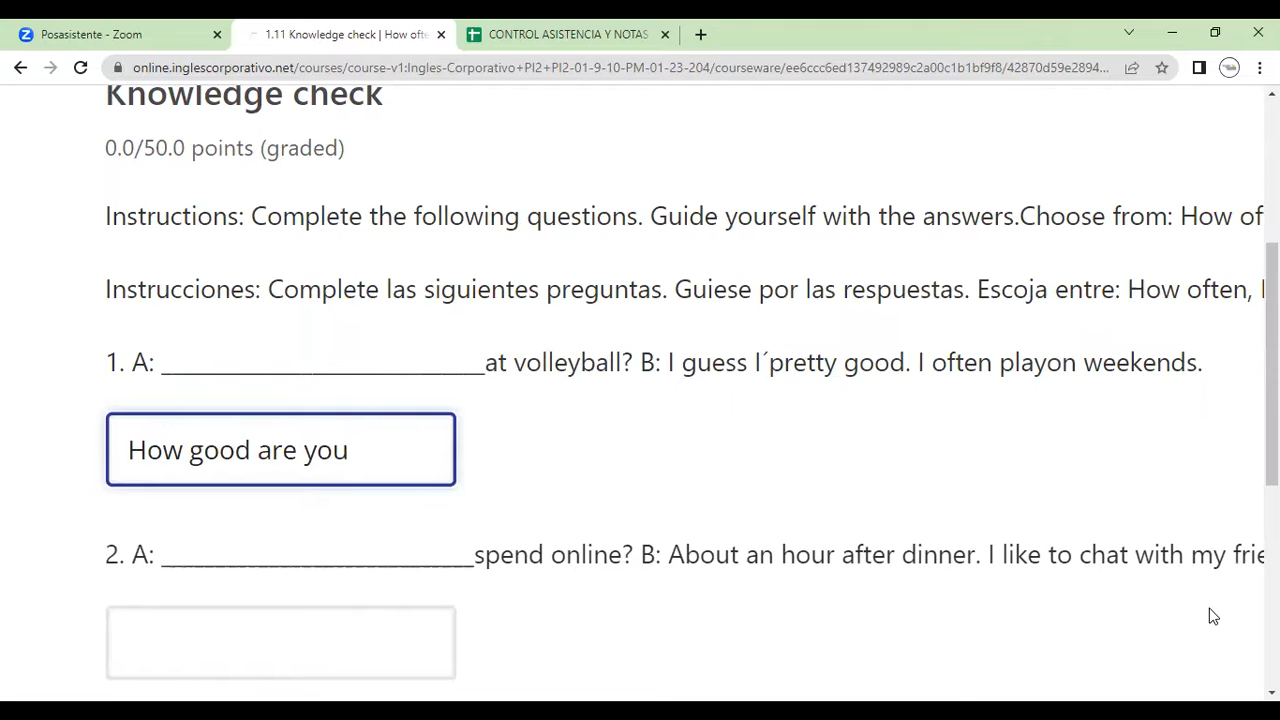 Posasistente - Zoom
1.11 Knowledge check | How ofte
CONTROL ASISTENCIA Y NOTAS
online.inglescorporativo.net/courses/course-v1:Ingles-Corporativo+PI2+PI2-01-9-10-PM-01-23-204/courseware/ee6ccc6ed137492989c2a00c1b1bf9f8/42870d59e2894...
Knowledge check
0.0/50.0 points (graded)
Instructions: Complete the following questions. Guide yourself with the answers.Choose from: How of
Instrucciones: Complete las siguientes preguntas. Guiese por las respuestas. Escoja entre: How often,
1. A: _______________________at volleyball? B: I guess I´pretty good. I often playon weekends.
How good are you
2. A: ______________________spend online? B: About an hour after dinner. I like to chat with my frie